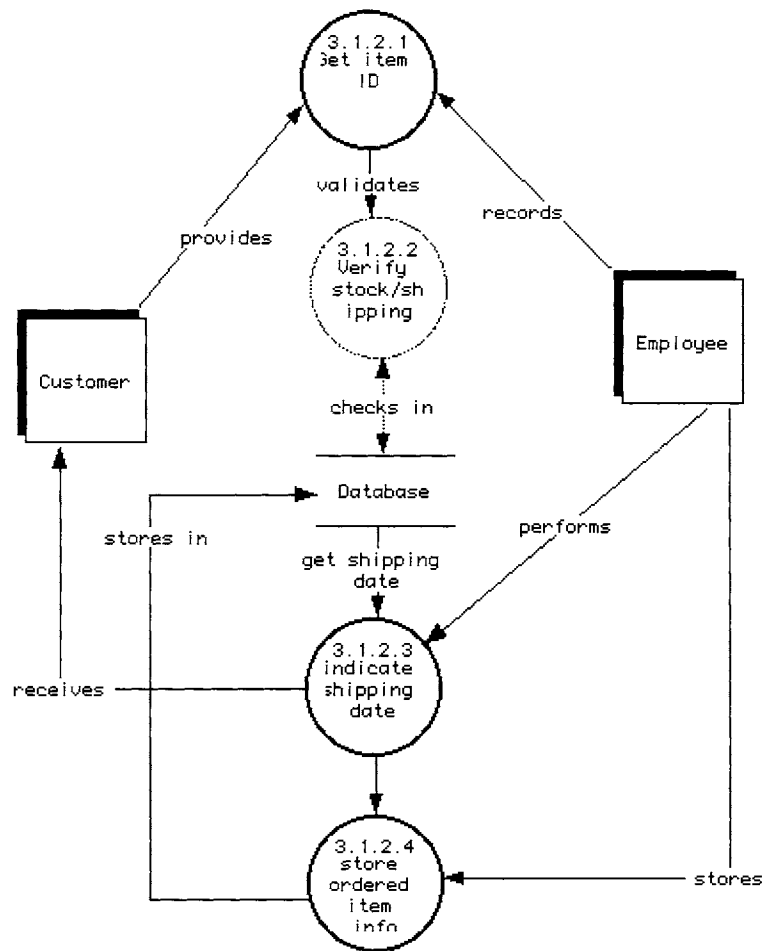 3.1.2.1
Get item
ID
validates
records
provides
3.1.2.2
Verify
stock/sh
ipping
Employee
Customer
checks in
Database
performs
stores in
get shipping
date
3.1.2.3
indicate
shipping
date
receives
3.1.2.4
store
ordered
item
info
stores